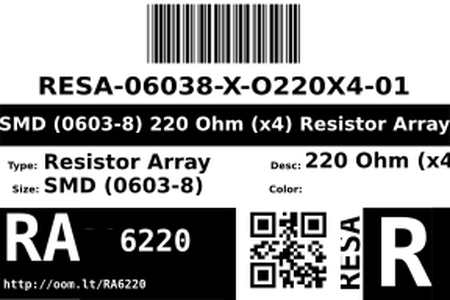 RESA-06038-X-O220X4-01
SMD (0603-8) 220 Ohm (x4) Resistor Array
Type: Resistor Array
Desc: 220 Ohm (x4
Size: SMD (0603-8)
Color:
RA 6220
RESA
R
http://oom.lt/RA6220